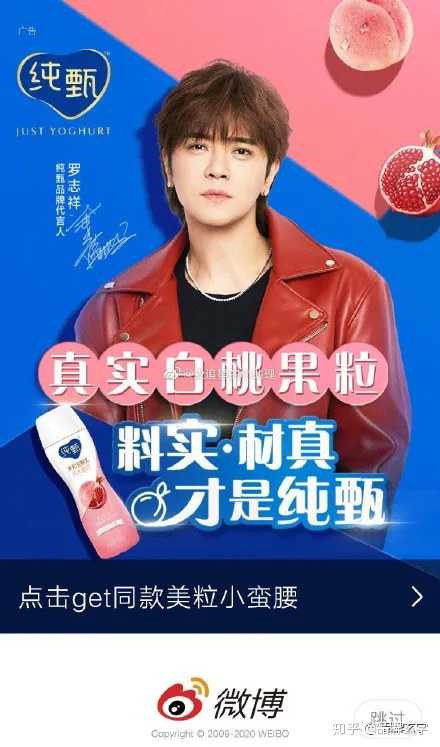 广告
纯甄
JUST YOGHURT
罗志祥
纯甄品牌代言人
真实白桃果粒
纯甄
料实·材真
才是纯甄
点击get同款美粒小蛮腰
微博
Copyright © 2009-2020 WEIBO
跳过